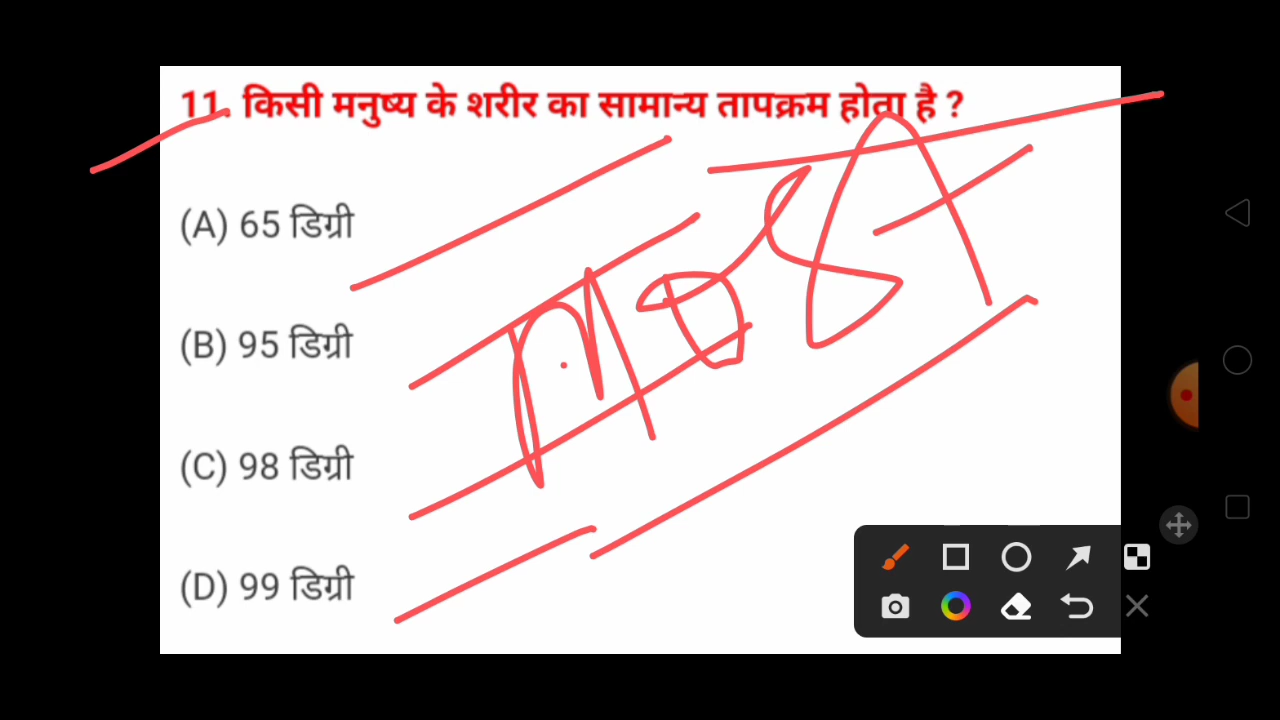 11. किसी मनुष्य के शरीर का सामान्य तापक्रम होता है ?
(A) 65 डिग्री
(B) 95 डिग्री
(C) 98 डिग्री
(D) 99 डिग्री